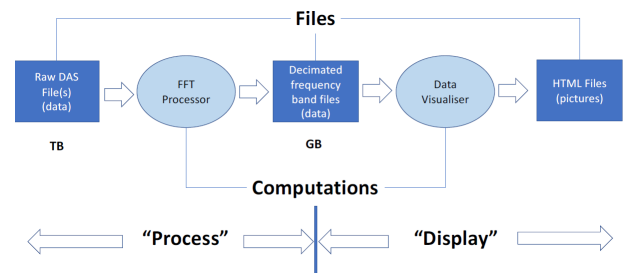 Files
Raw DAS
File(s)
(data)
FFT
Processor
Decimated
frequency
band files
(data)
Data
Visualiser
HTML Files
(pictures)
TB
GB
Computations
“Process”
“Display”